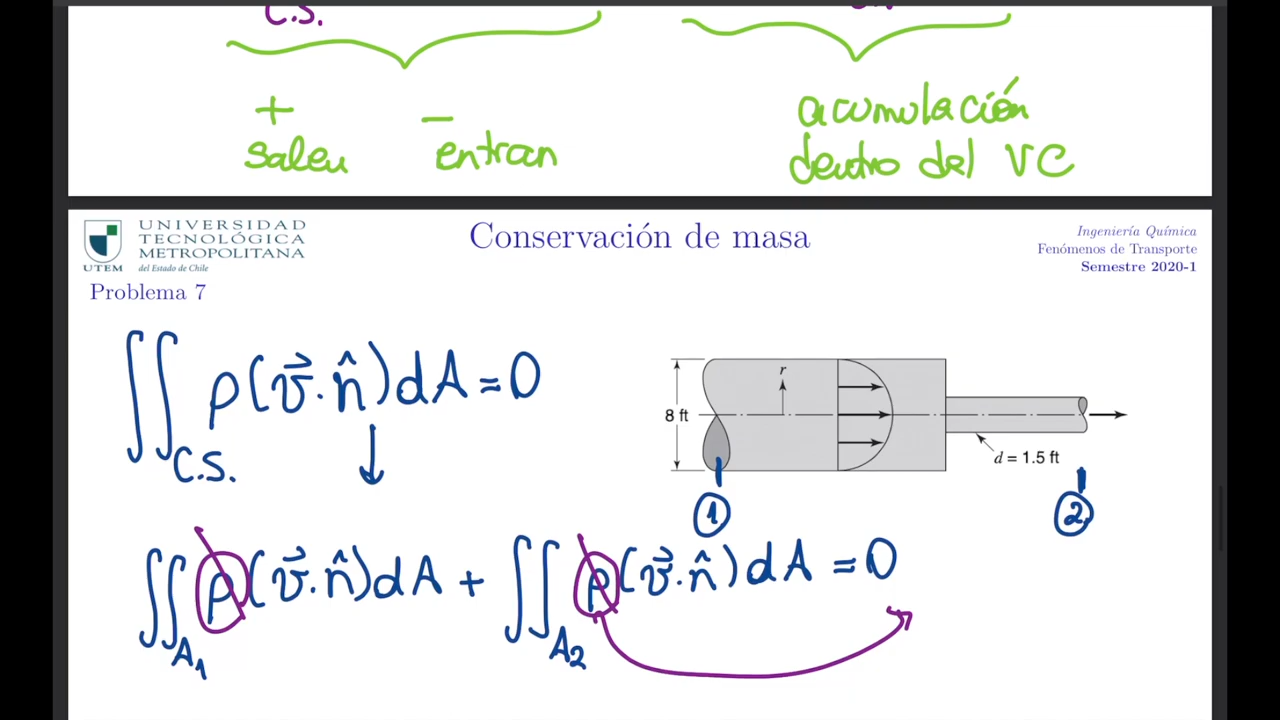 C.S.
+ −
salen entran
acumulación
dentro del VC
UNIVERSIDAD
TECNOLÓGICA
METROPOLITANA
del Estado de Chile
UTEM
Conservación de masa
Ingeniería Química
Fenómenos de Transporte
Semestre 2020-1
Problema 7
∬C.S. ρ(v⃗·n̂)dA=0
r
8 ft
d = 1.5 ft
1 2
∬A1 ρ(v⃗·n̂)dA + ∬A2 ρ(v⃗·n̂)dA = 0